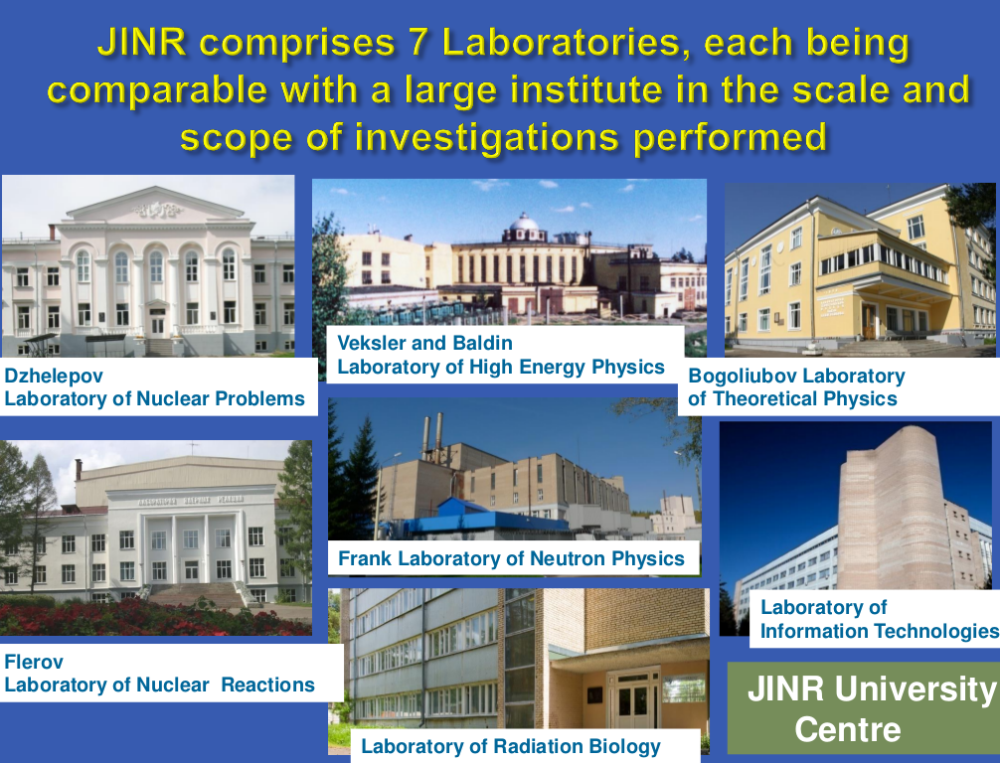 JINR comprises 7 Laboratories, each being
comparable with a large institute in the scale and
scope of investigations performed
Dzhelepov
Laboratory of Nuclear Problems
Veksler and Baldin
Laboratory of High Energy Physics
Bogoliubov Laboratory
of Theoretical Physics
Frank Laboratory of Neutron Physics
Flerov
Laboratory of Nuclear  Reactions
Laboratory of
Information Technologies
Laboratory of Radiation Biology
JINR University
Centre